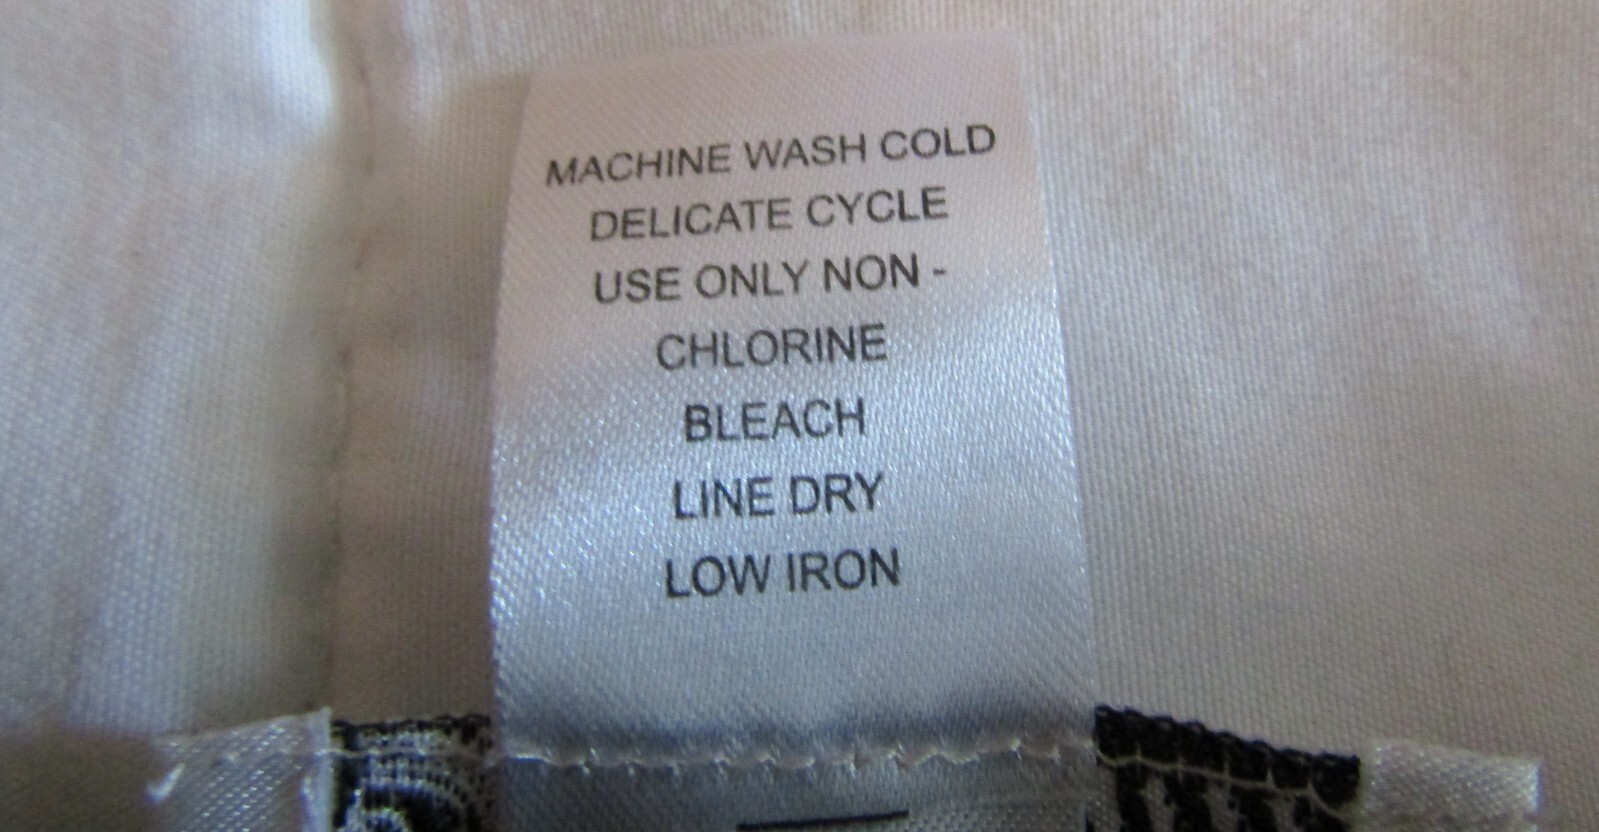 MACHINE WASH COLD
DELICATE CYCLE
USE ONLY NON -
CHLORINE
BLEACH
LINE DRY
LOW IRON